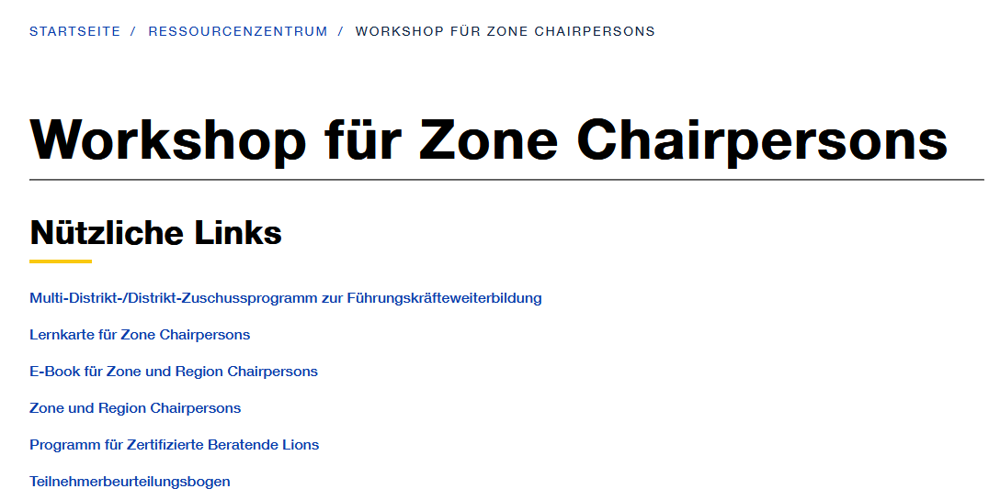 STARTSEITE / RESSOURCENZENTRUM / WORKSHOP FÜR ZONE CHAIRPERSONS
Workshop für Zone Chairpersons
Nützliche Links
Multi-Distrikt-/Distrikt-Zuschussprogramm zur Führungskräfteweiterbildung
Lernkarte für Zone Chairpersons
E-Book für Zone und Region Chairpersons
Zone und Region Chairpersons
Programm für Zertifizierte Beratende Lions
Teilnehmerbeurteilungsbogen